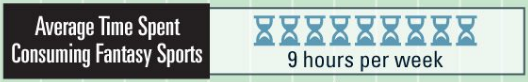 Average Time Spent
Consuming Fantasy Sports
9 hours per week